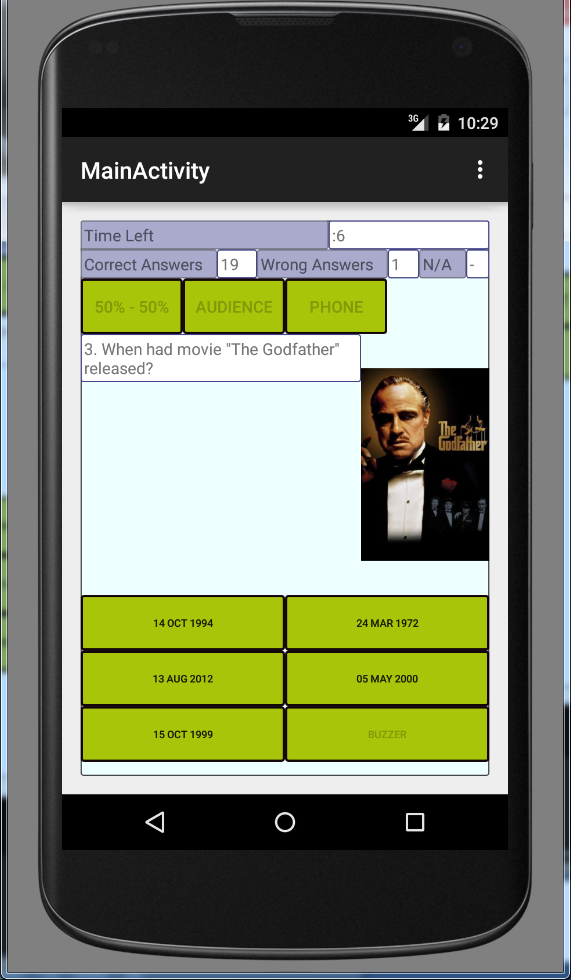 3G 10:29
MainActivity
Time Left :6
Correct Answers 19 Wrong Answers 1 N/A -
50% - 50% AUDIENCE PHONE
3. When had movie "The Godfather"
released?
The
Godfather
14 OCT 1994 24 MAR 1972
13 AUG 2012 05 MAY 2000
15 OCT 1999 BUZZER